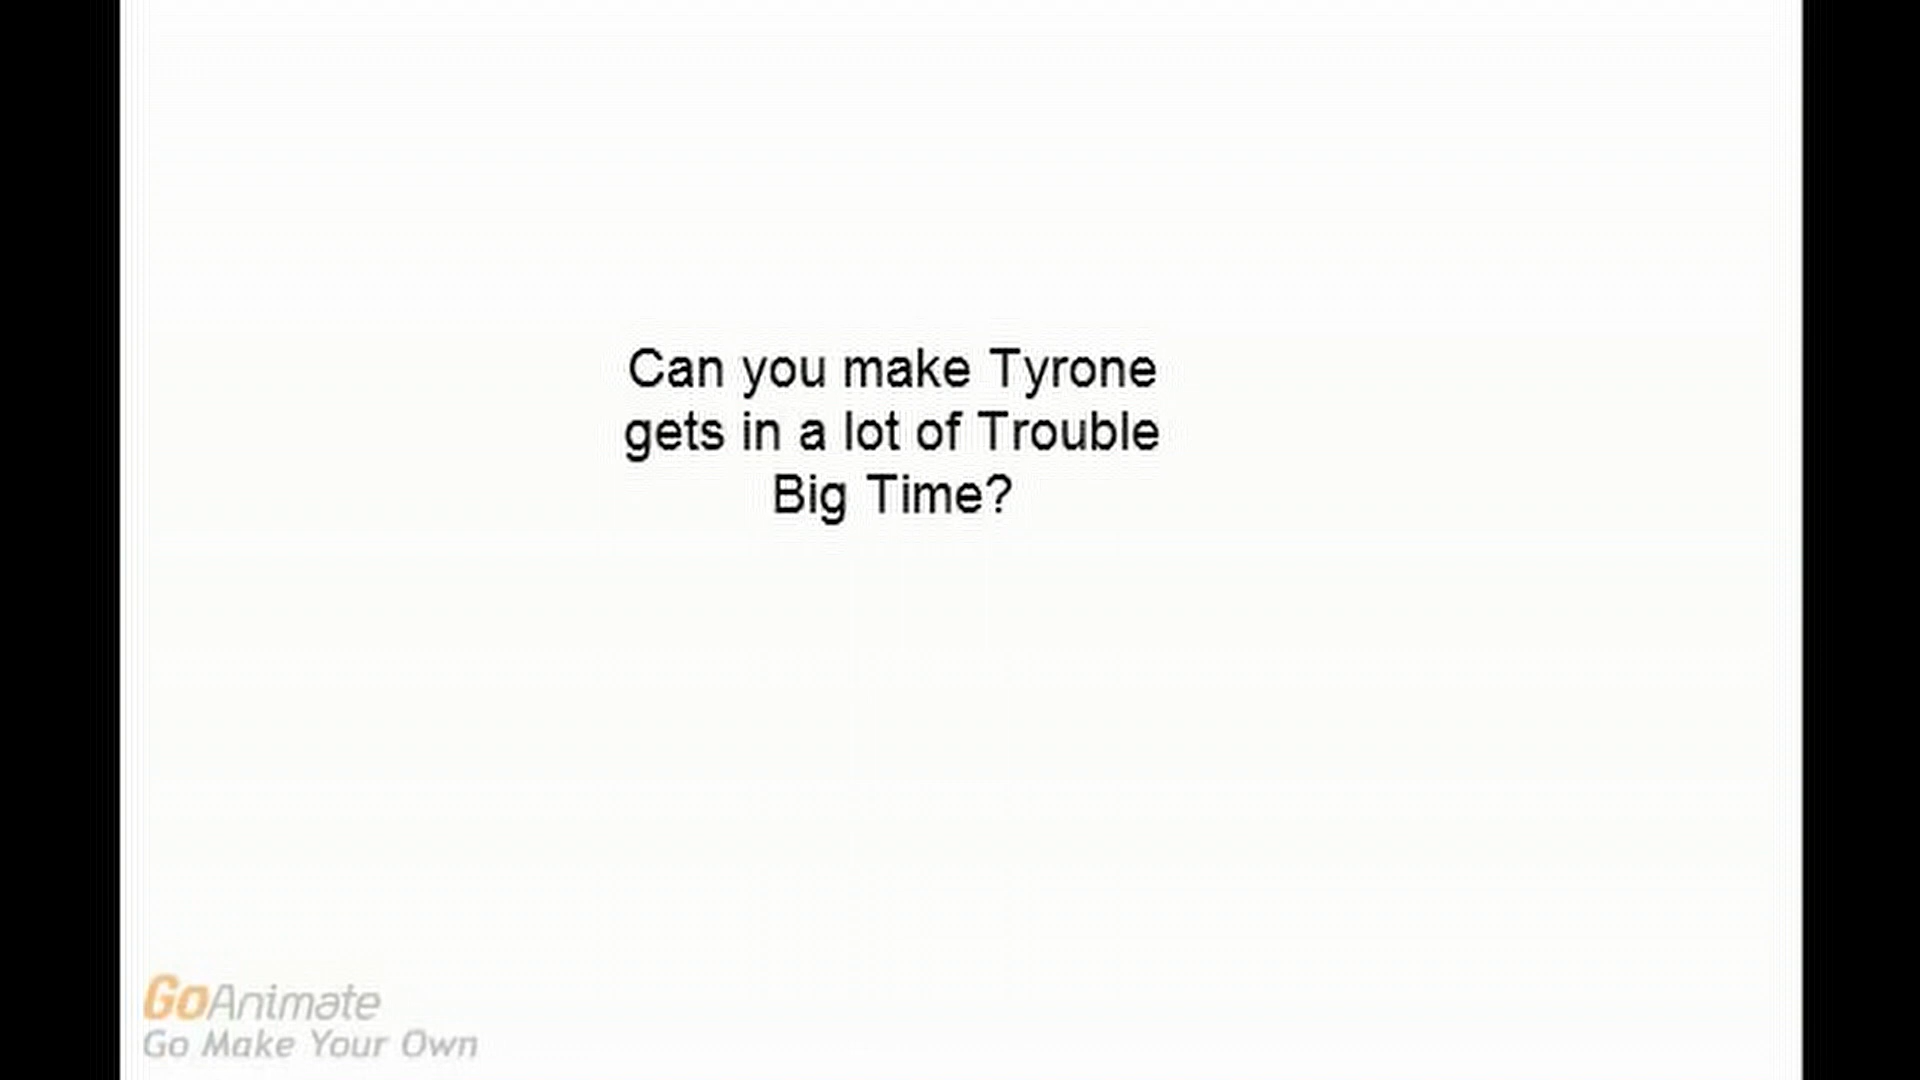 Can you make Tyrone
gets in a lot of Trouble
Big Time?
GoAnimate
Go Make Your Own